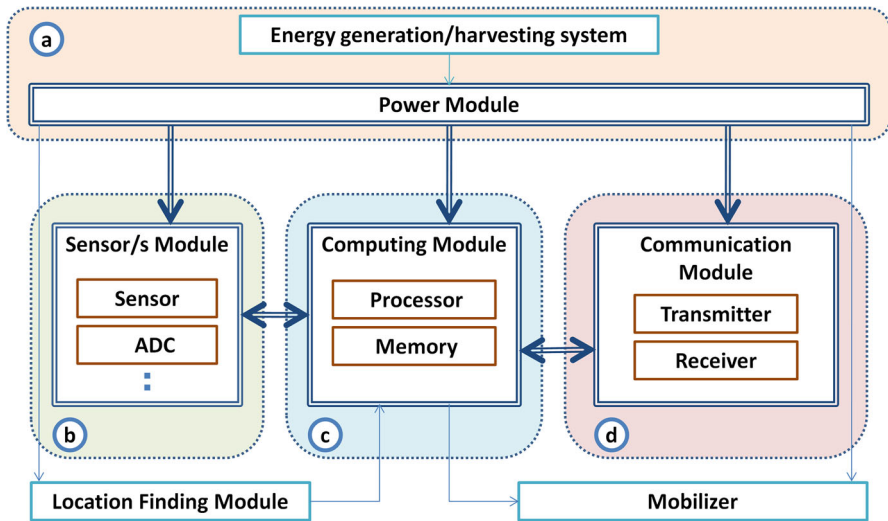 a
Energy generation/harvesting system
Power Module
Sensor/s Module
Sensor
ADC
b
Computing Module
Processor
Memory
c
Communication
Module
Transmitter
Receiver
d
Location Finding Module
Mobilizer